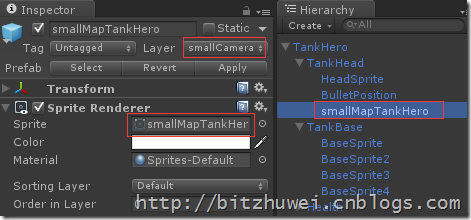 Inspector
smallMapTankHero
Static
Tag Untagged Layer smallCamera
Prefab Select Revert Apply
Transform
Sprite Renderer
Sprite smallMapTankHer
Color
Material Sprites-Default
Sorting Layer Default
Order in Layer 0
Hierarchy
Create All
TankHero
TankHead
HeadSprite
BulletPosition
smallMapTankHero
TankBase
BaseSprite
BaseSprite2
BaseSprite3
BaseSprite4
http://bitzhuwei.cnblogs.com